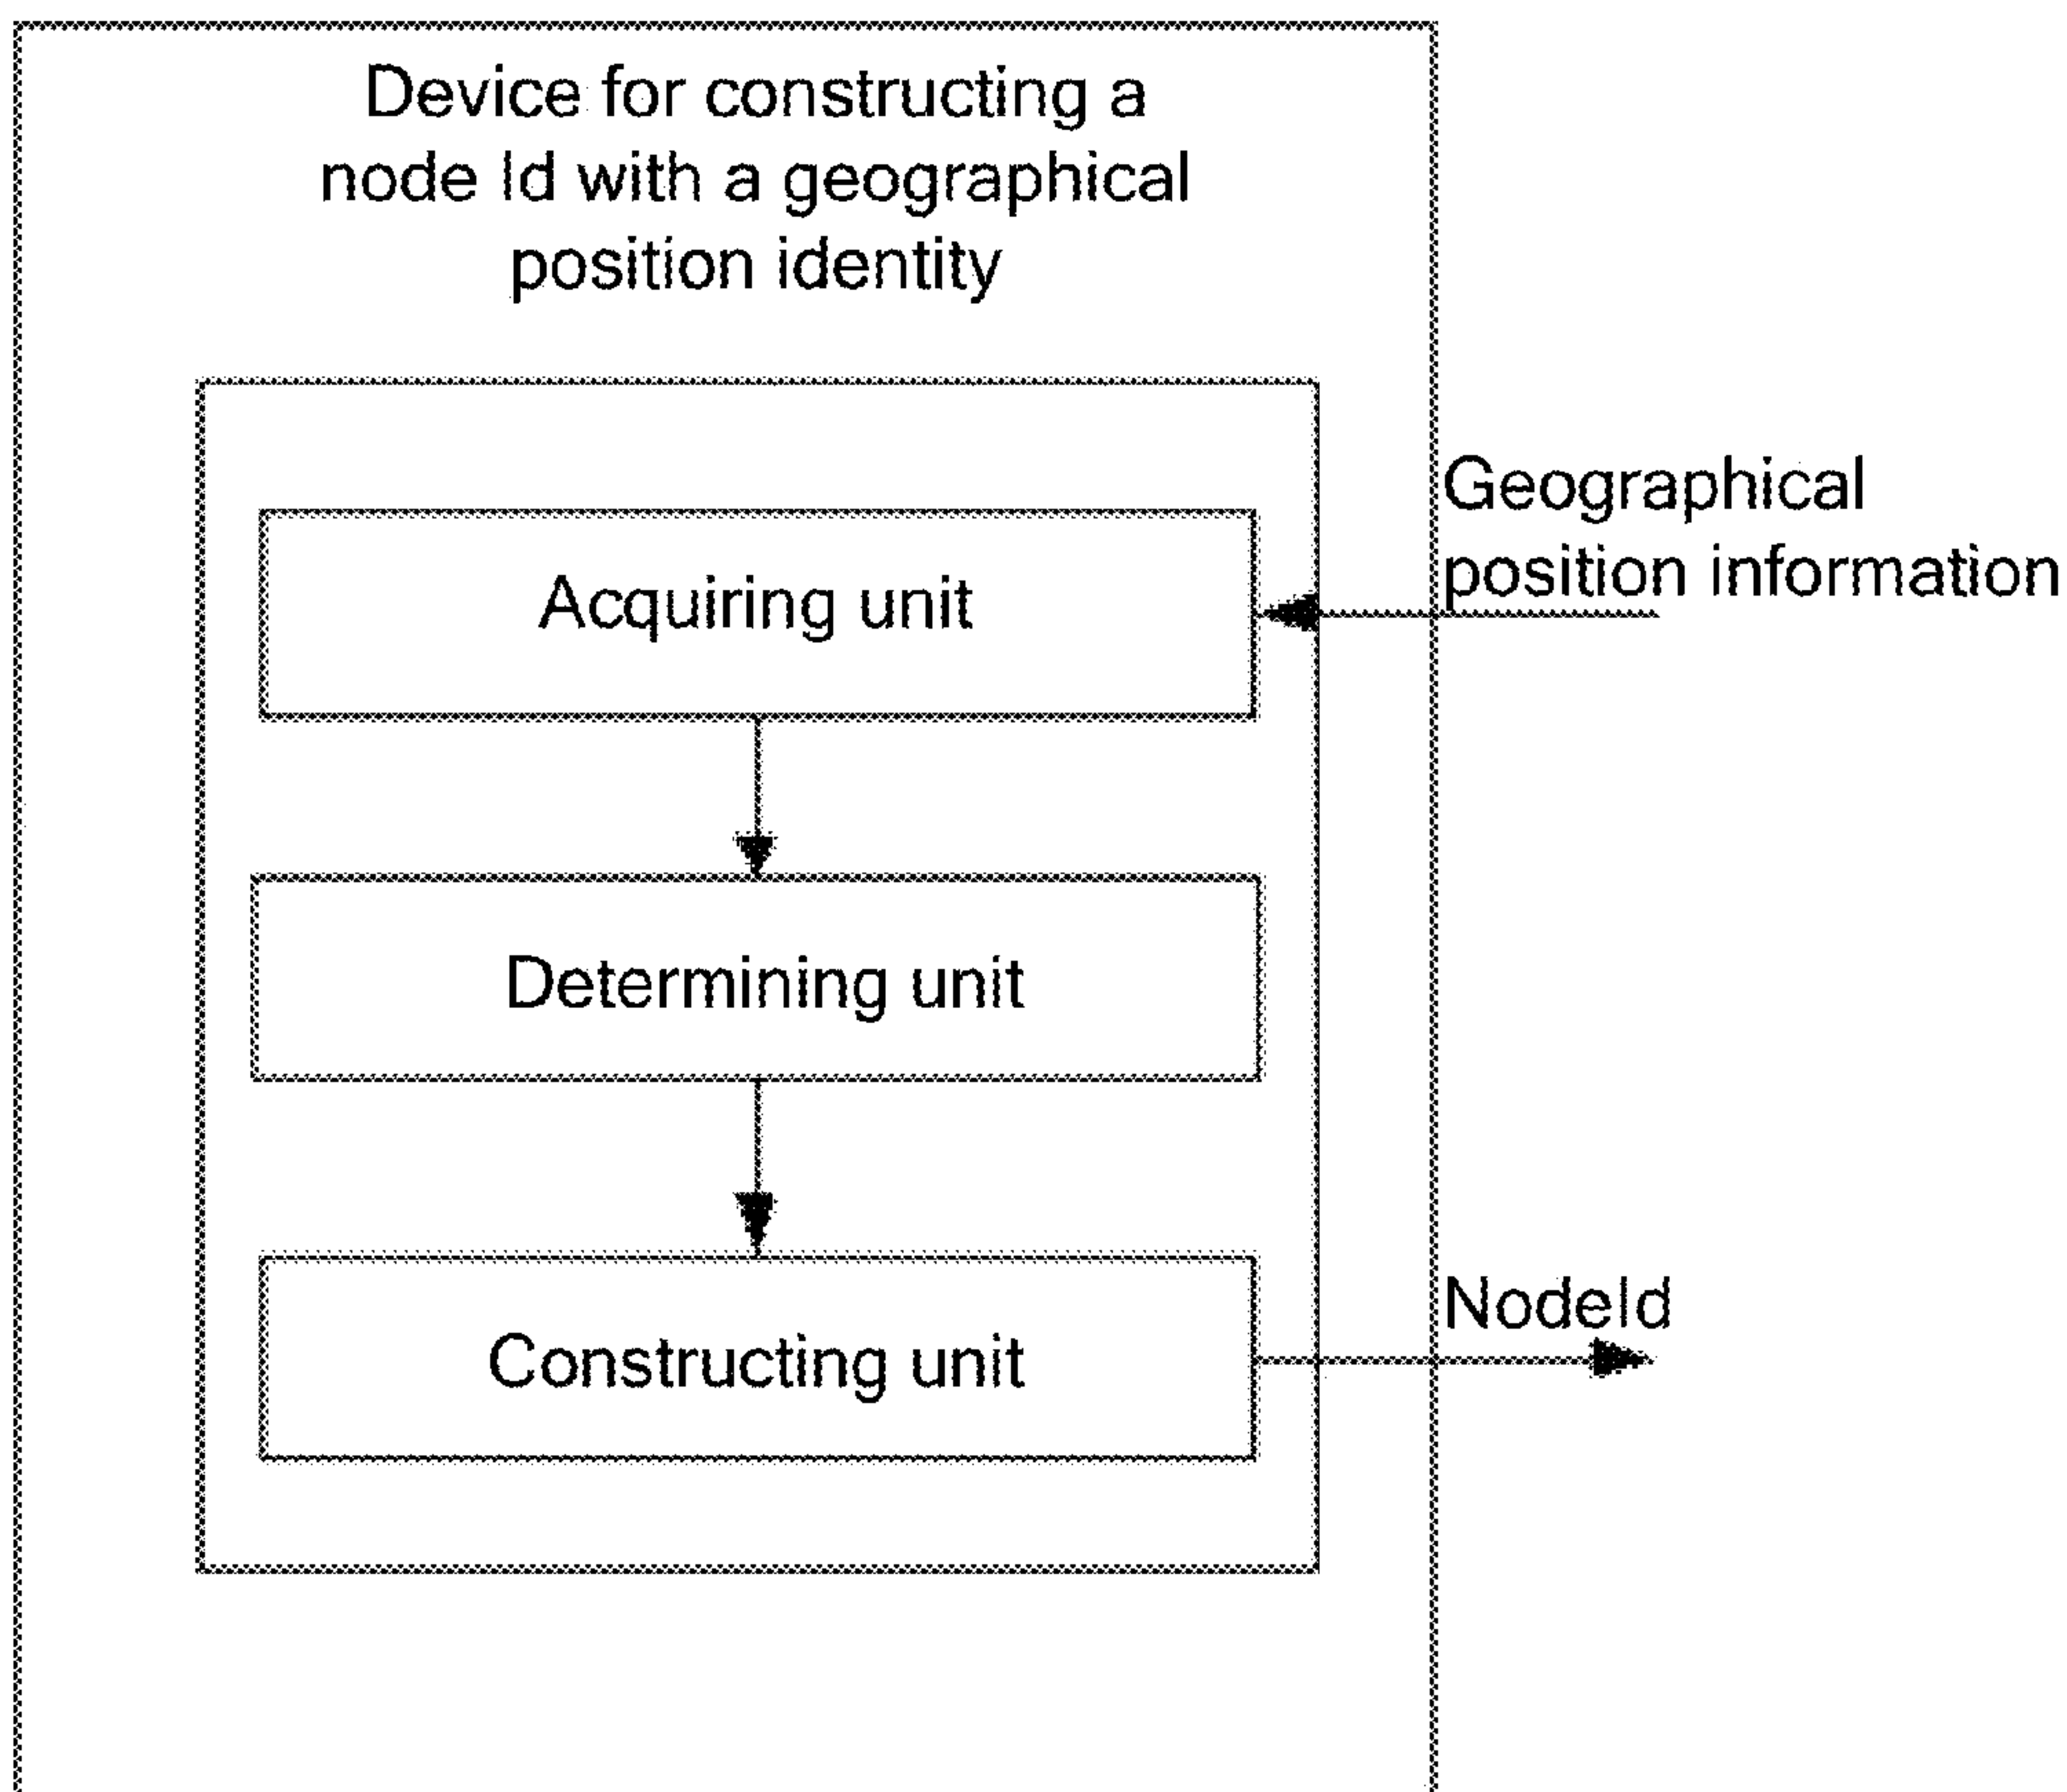 Device for constructing a
node Id with a geographical
position identity
Geographical
position information
Acquiring unit
Determining unit
NodeId
Constructing unit